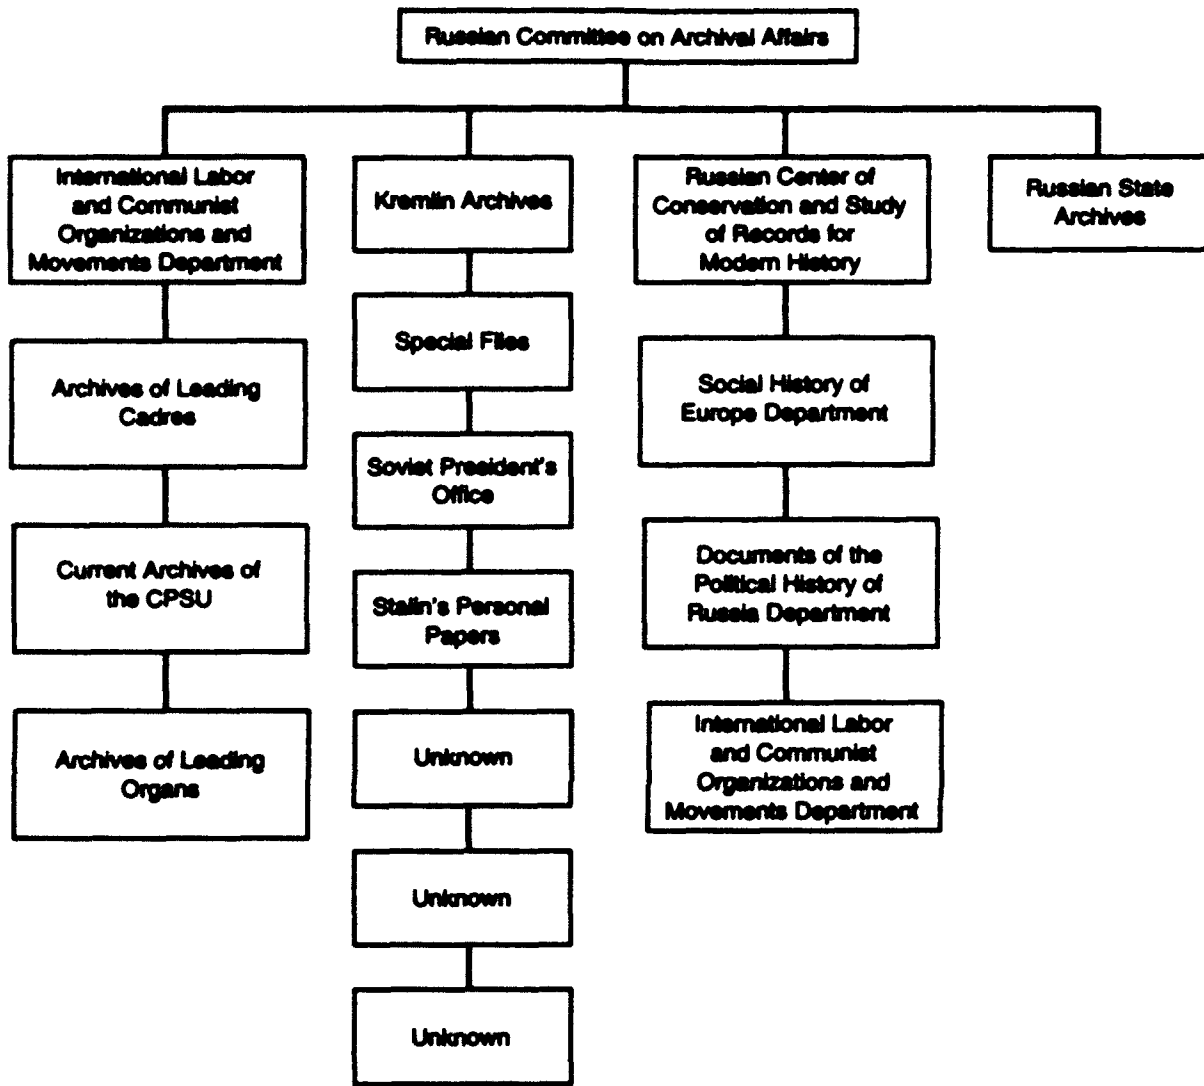 Russian Committee on Archival Affairs
International Labor
and Communist
Organizations and
Movements Department
Kremlin Archives
Russian Center of
Conservation and Study
of Records for
Modern History
Russian State
Archives
Archives of Leading
Cadres
Special Files
Social History of
Europe Department
Current Archives of
the CPSU
Soviet President's
Office
Documents of the
Political History of
Russia Department
Archives of Leading
Organs
Stalin's Personal
Papers
International Labor
and Communist
Organizations and
Movements Department
Unknown
Unknown
Unknown